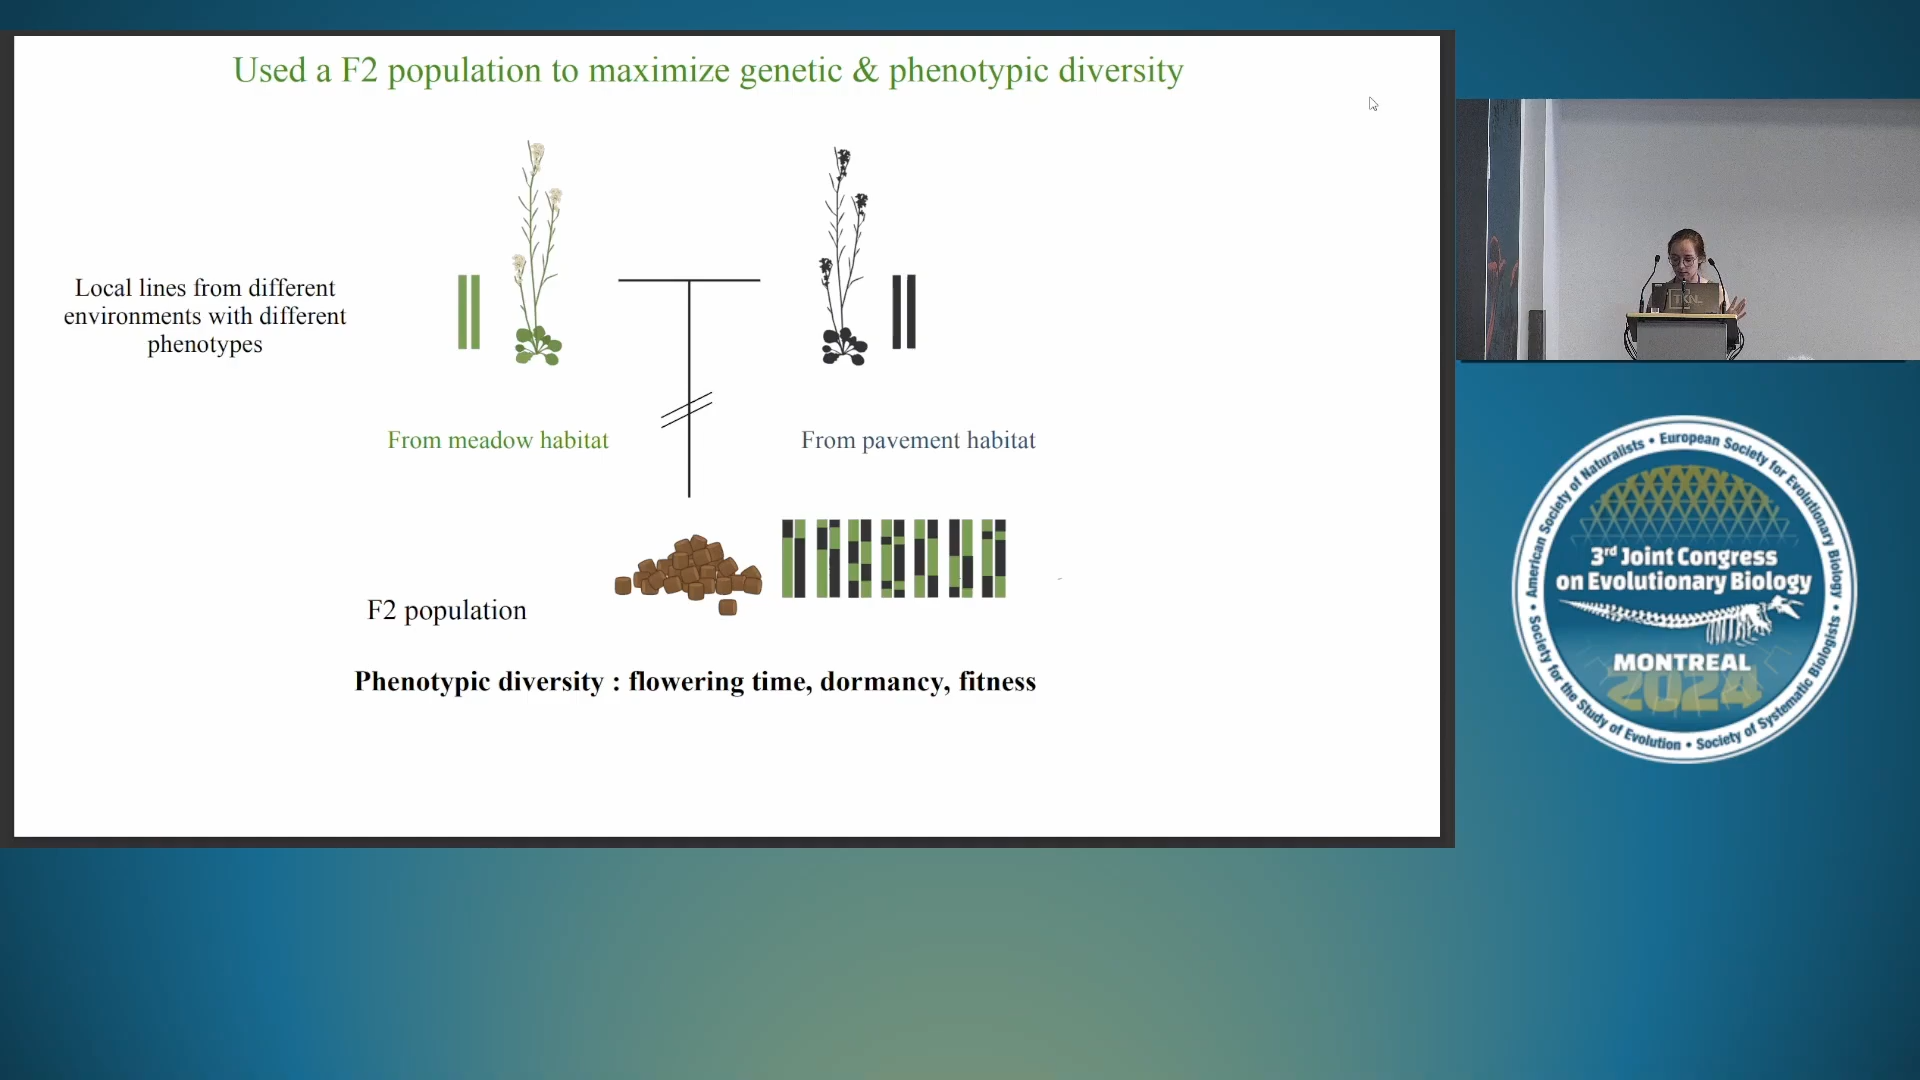 Used a F2 population to maximize genetic & phenotypic diversity
Local lines from different
environments with different
phenotypes
From meadow habitat
From pavement habitat
F2 population
Phenotypic diversity : flowering time, dormancy, fitness
TKNL
American Society of Naturalists • European Society for Evolutionary Biology •
3rd Joint Congress
on Evolutionary Biology
MONTREAL
2024
• Society for the Study of Evolution • Society of Systematic Biologists •